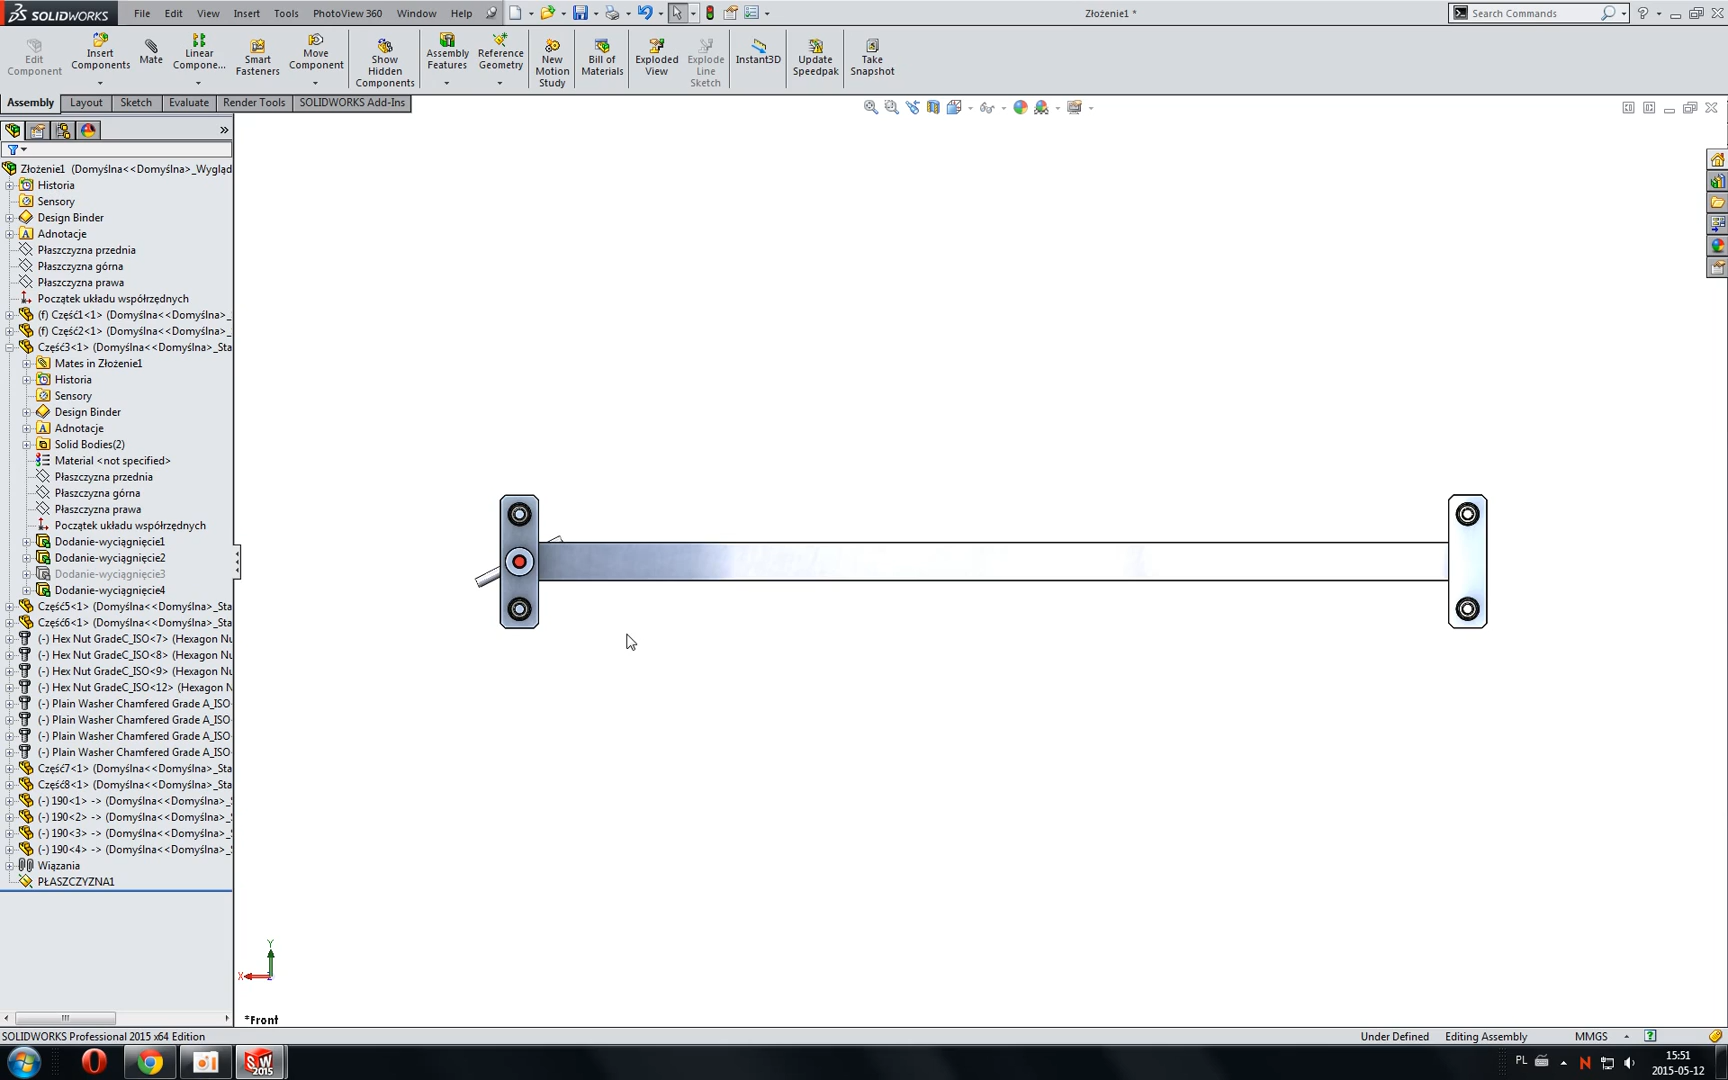 SOLIDWORKS File Edit View Insert Tools PhotoView 360 Window Help Złożenie1 * Search Commands
Edit Component
Insert Components
Mate
Linear Compone...
Smart Fasteners
Move Component
Show Hidden Components
Assembly Features
Reference Geometry
New Motion Study
Bill of Materials
Exploded View
Explode Line Sketch
Instant3D
Update Speedpak
Take Snapshot
Assembly Layout Sketch Evaluate Render Tools SOLIDWORKS Add-Ins
Złożenie1 (Domyślna<<Domyślna>_Wygląd
Historia
Sensory
Design Binder
Adnotacje
Płaszczyzna przednia
Płaszczyzna górna
Płaszczyzna prawa
Początek układu współrzędnych
(f) Część1<1> (Domyślna<<Domyślna>_
(f) Część2<1> (Domyślna<<Domyślna>_
Część3<1> (Domyślna<<Domyślna>_Sta
Mates in Złożenie1
Historia
Sensory
Design Binder
Adnotacje
Solid Bodies(2)
Material <not specified>
Płaszczyzna przednia
Płaszczyzna górna
Płaszczyzna prawa
Początek układu współrzędnych
Dodanie-wyciągnięcie1
Dodanie-wyciągnięcie2
Dodanie-wyciągnięcie3
Dodanie-wyciągnięcie4
Część5<1> (Domyślna<<Domyślna>_Sta
Część6<1> (Domyślna<<Domyślna>_Sta
(-) Hex Nut GradeC_ISO<7> (Hexagon Nu
(-) Hex Nut GradeC_ISO<8> (Hexagon Nu
(-) Hex Nut GradeC_ISO<9> (Hexagon Nu
(-) Hex Nut GradeC_ISO<12> (Hexagon N
(-) Plain Washer Chamfered Grade A_ISO
(-) Plain Washer Chamfered Grade A_ISO
(-) Plain Washer Chamfered Grade A_ISO
(-) Plain Washer Chamfered Grade A_ISO
Część7<1> (Domyślna<<Domyślna>_Sta
Część8<1> (Domyślna<<Domyślna>_Sta
(-) 190<1> -> (Domyślna<<Domyślna>_S
(-) 190<2> -> (Domyślna<<Domyślna>_S
(-) 190<3> -> (Domyślna<<Domyślna>_S
(-) 190<4> -> (Domyślna<<Domyślna>_S
Wiązania
PŁASZCZYZNA1
Y
X
*Front
SOLIDWORKS Professional 2015 x64 Edition Under Defined Editing Assembly MMGS
SW 2015 PL 15:51
2015-05-12